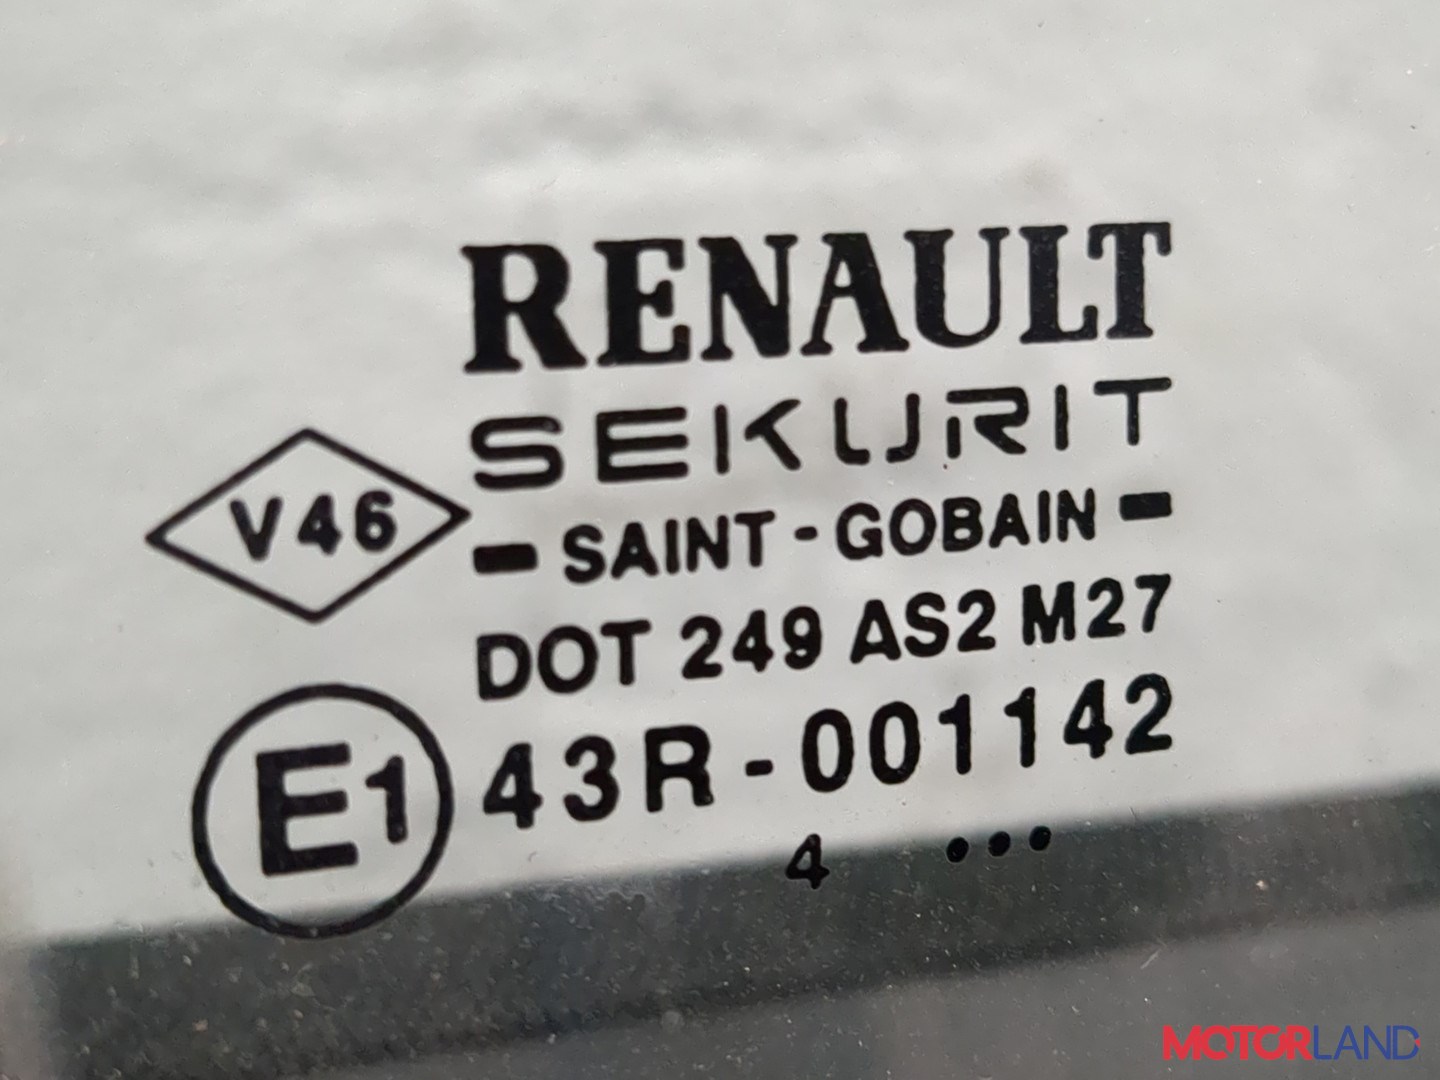 RENAULT
SEKURIT
SAINT-GOBAIN
V46
DOT 249 AS2 M27
E1
43R-001142
4 •••
MOTORLAND